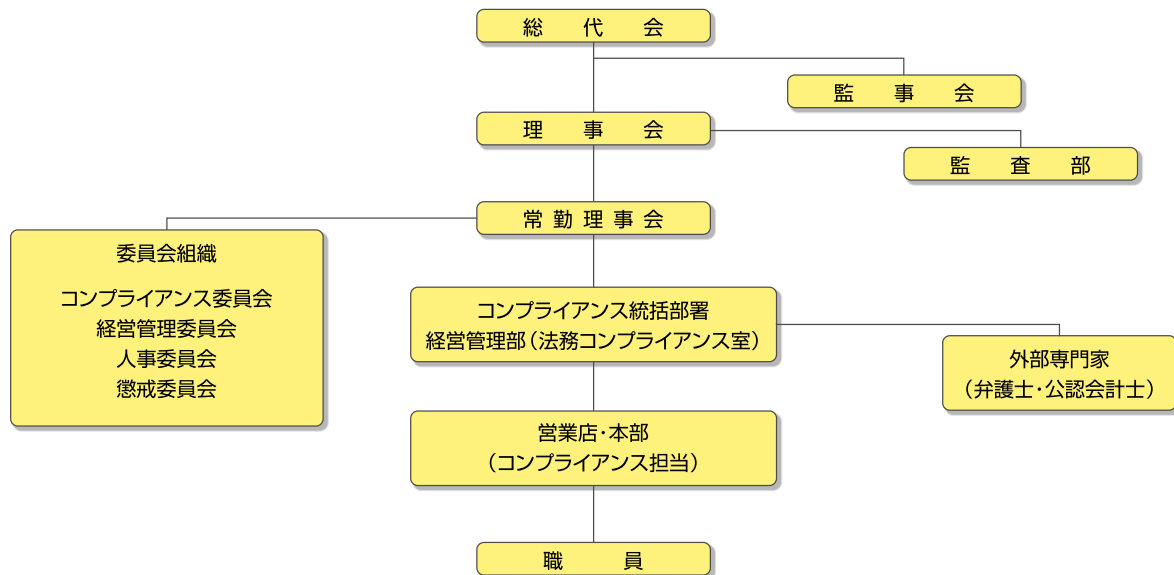 総代会
監事会
理事会
監査部
常勤理事会
委員会組織
コンプライアンス委員会
経営管理委員会
人事委員会
懲戒委員会
コンプライアンス統括部署
経営管理部（法務コンプライアンス室）
外部専門家
（弁護士・公認会計士）
営業店・本部
（コンプライアンス担当）
職員